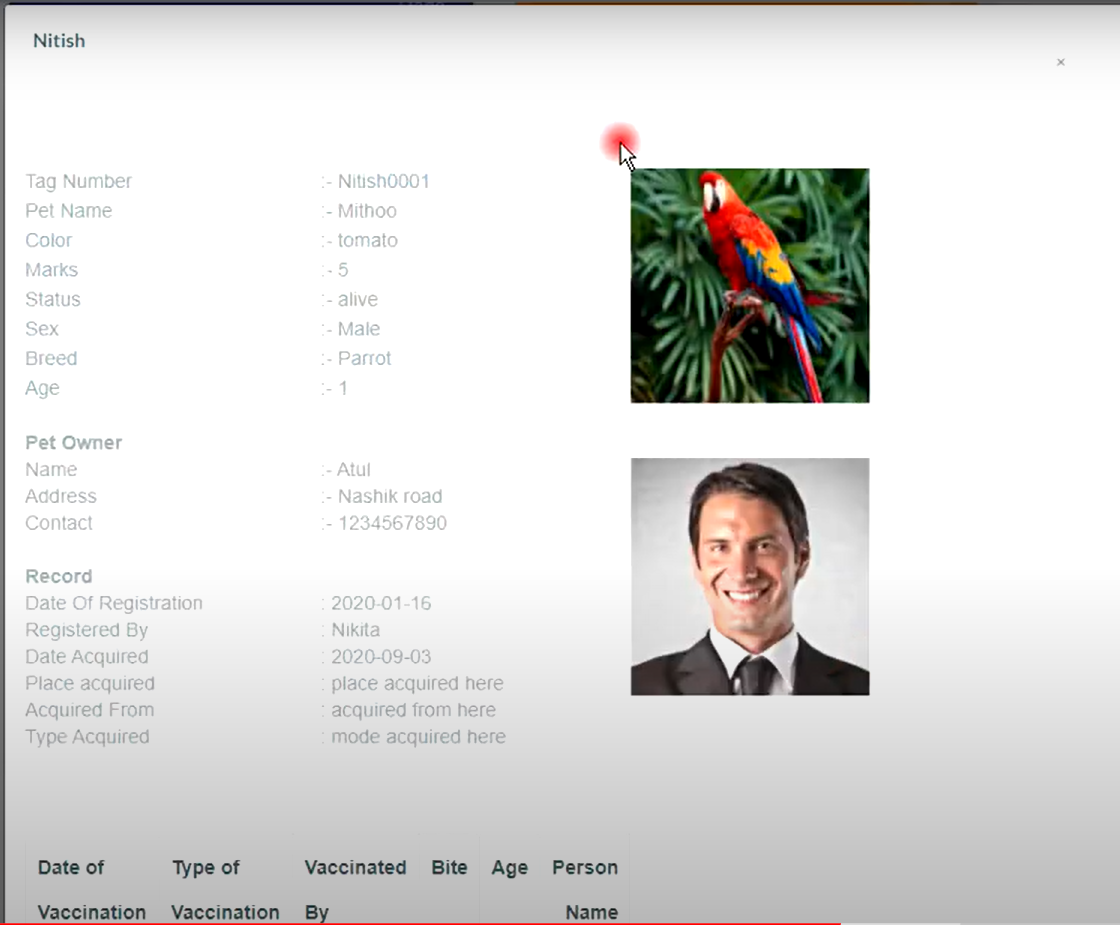 Nitish
×
Tag Number :- Nitish0001
Pet Name :- Mithoo
Color :- tomato
Marks :- 5
Status :- alive
Sex :- Male
Breed :- Parrot
Age :- 1
Pet Owner
Name :- Atul
Address :- Nashik road
Contact :- 1234567890
Record
Date Of Registration : 2020-01-16
Registered By : Nikita
Date Acquired : 2020-09-03
Place acquired : place acquired here
Acquired From : acquired from here
Type Acquired : mode acquired here
Date of Type of Vaccinated Bite Age Person
Vaccination Vaccination By Name